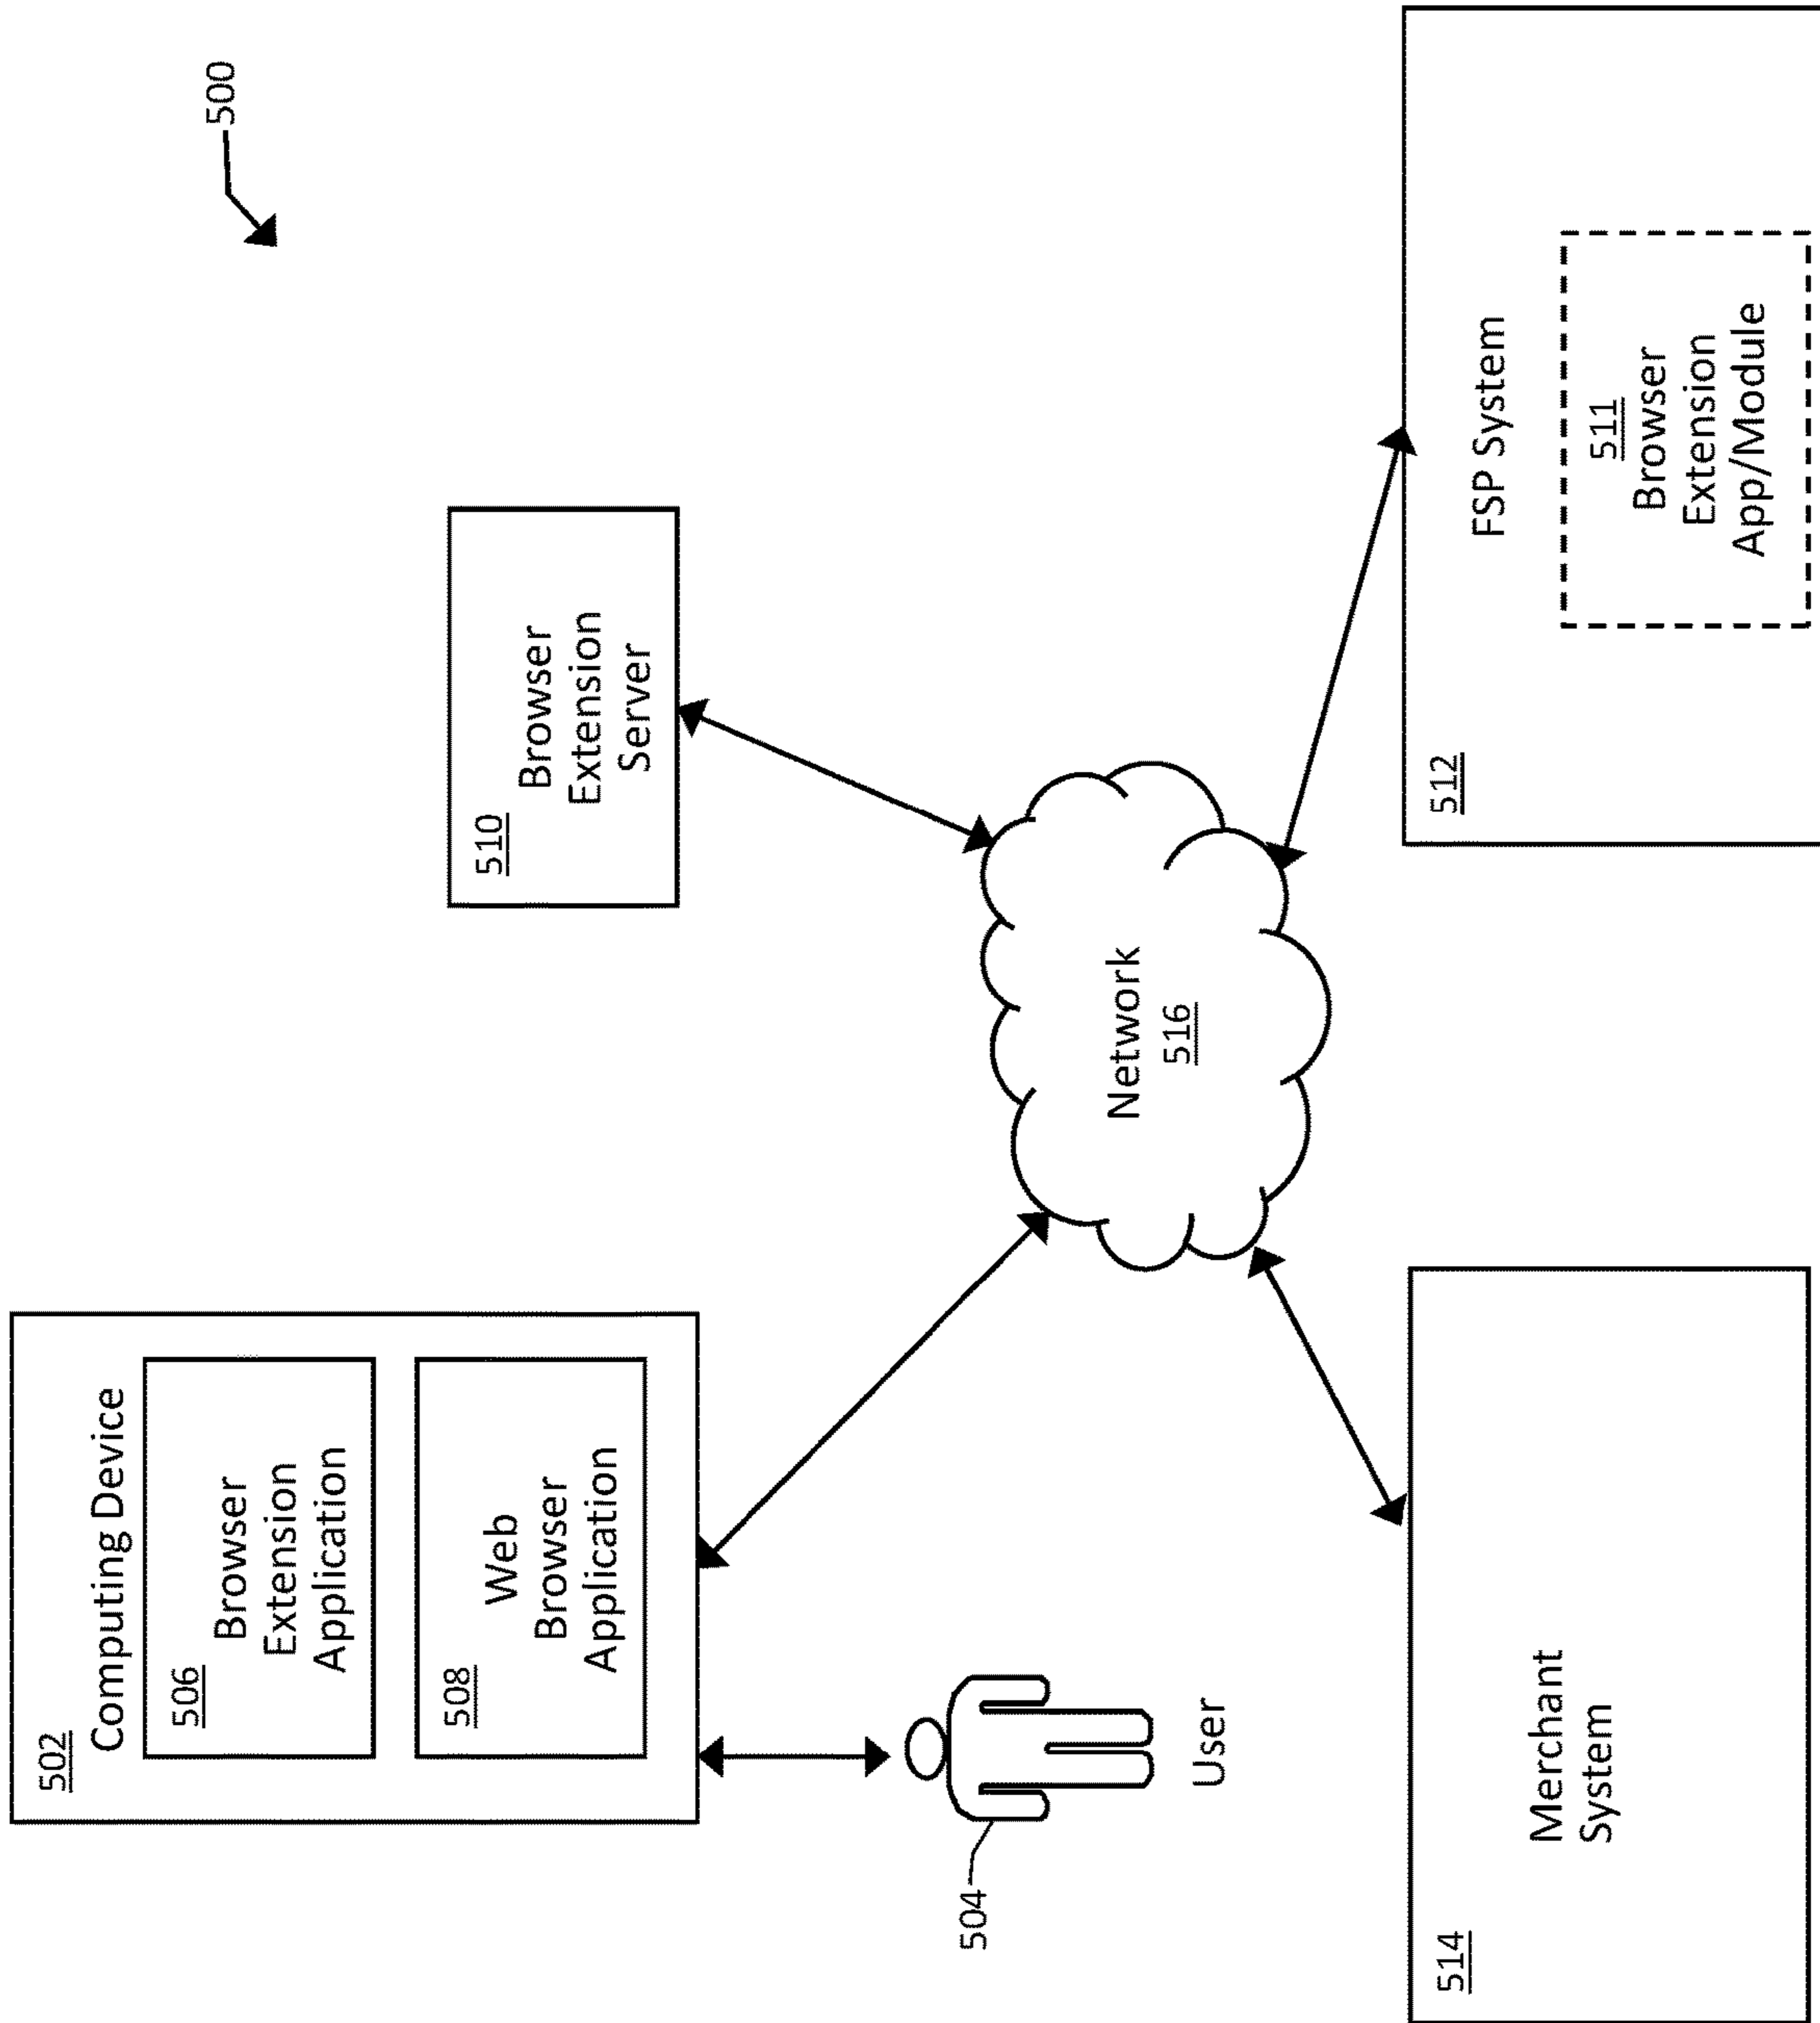 500
502
Computing Device
506
Browser
Extension
Application
508
Web
Browser
Application
504
User
510
Browser
Extension
Server
Network
516
514
Merchant
System
512
FSP System
511
Browser
Extension
App/Module